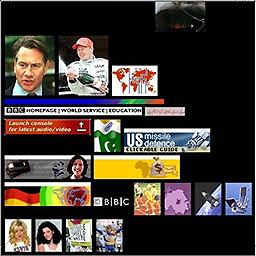 BBC HOMEPAGE | WORLD SERVICE | EDUCATION
Launch console
for latest audio/video
US missile
defence
CLICKABLE GUIDE
BBC